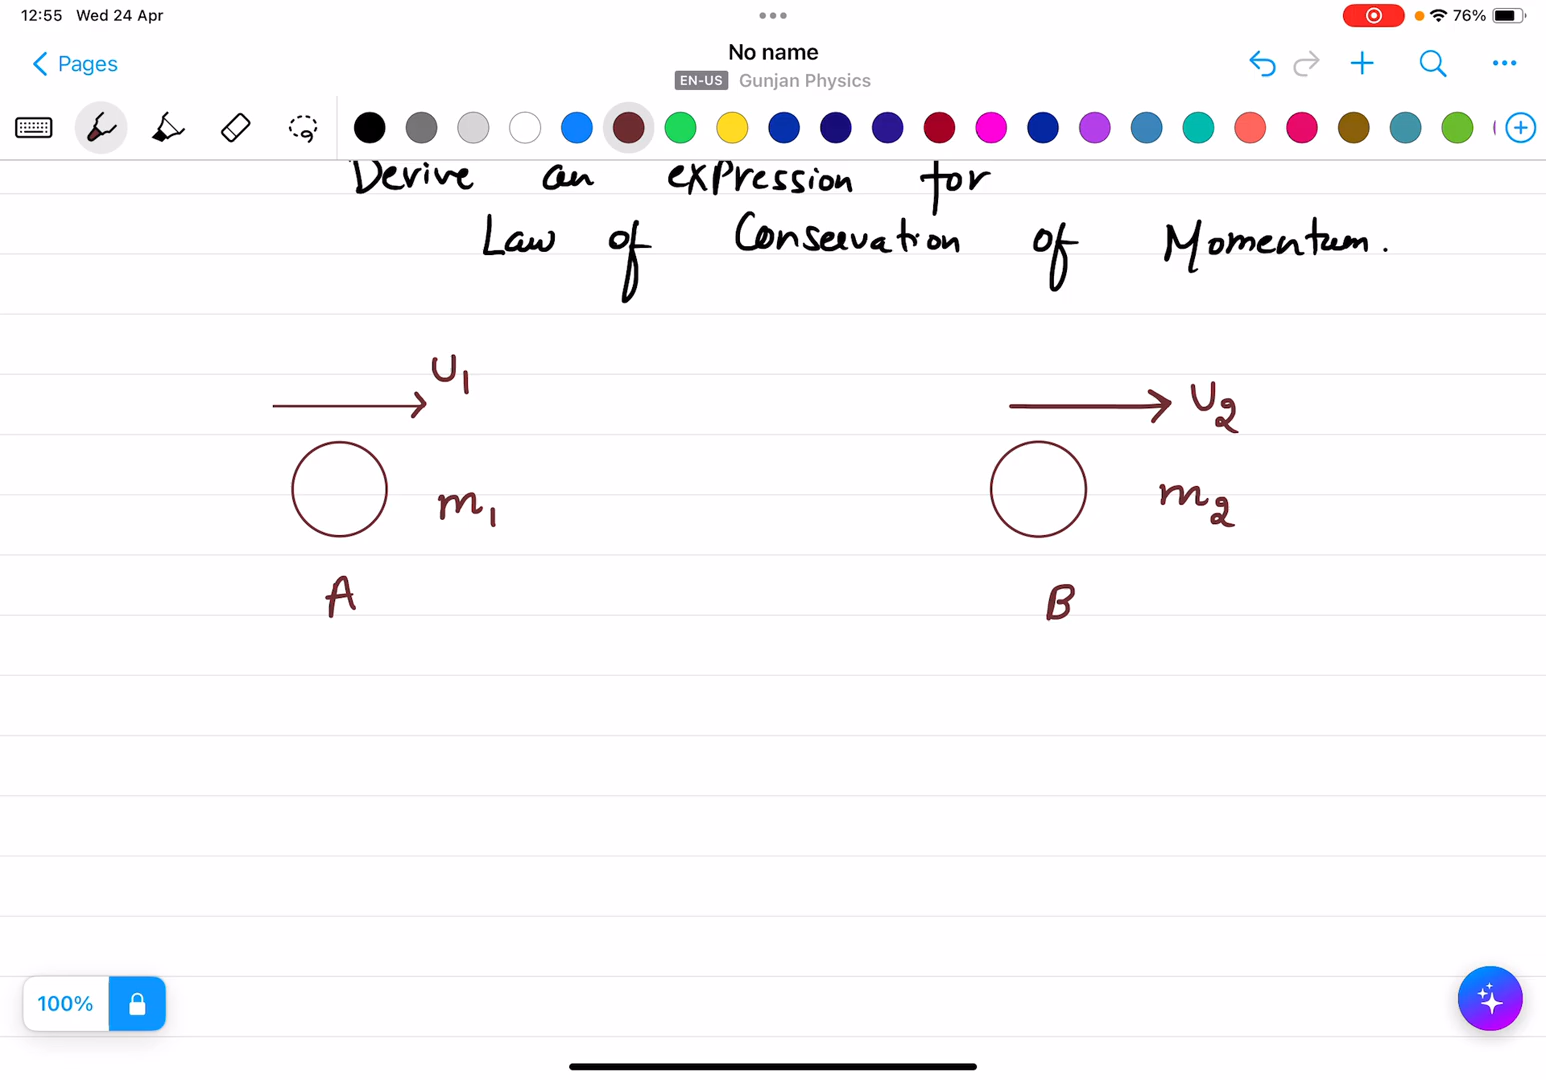 12:55 Wed 24 Apr
76%
Pages
No name
EN-US Gunjan Physics
Derive an expression for
Law of Conservation of Momentum.
U1
U2
m1
m2
A
B
100%